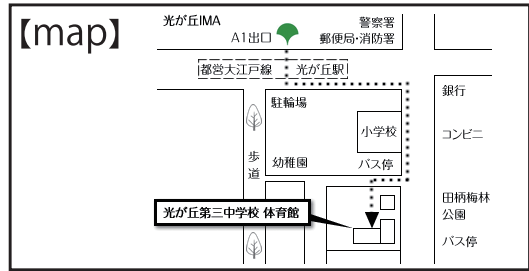 【map】
光が丘IMA
A1出口
警察署
郵便局・消防署
都営大江戸線　光が丘駅
駐輪場
銀行
小学校
コンビニ
歩道
幼稚園
バス停
田柄梅林
公園
光が丘第三中学校 体育館
バス停